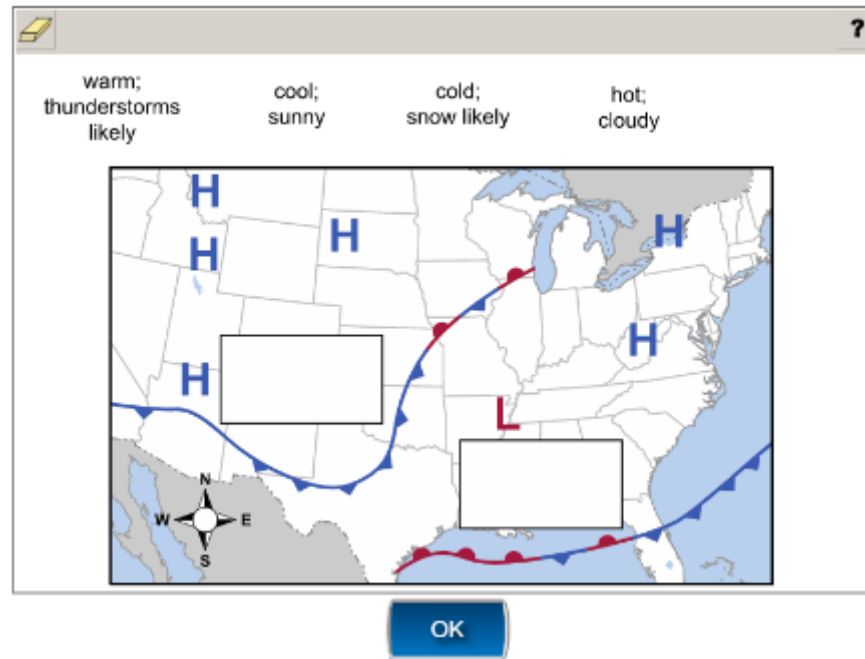 ?
warm;
thunderstorms
likely
cool;
sunny
cold;
snow likely
hot;
cloudy
H
H
H
H
H
H
L
N
W
E
S
OK